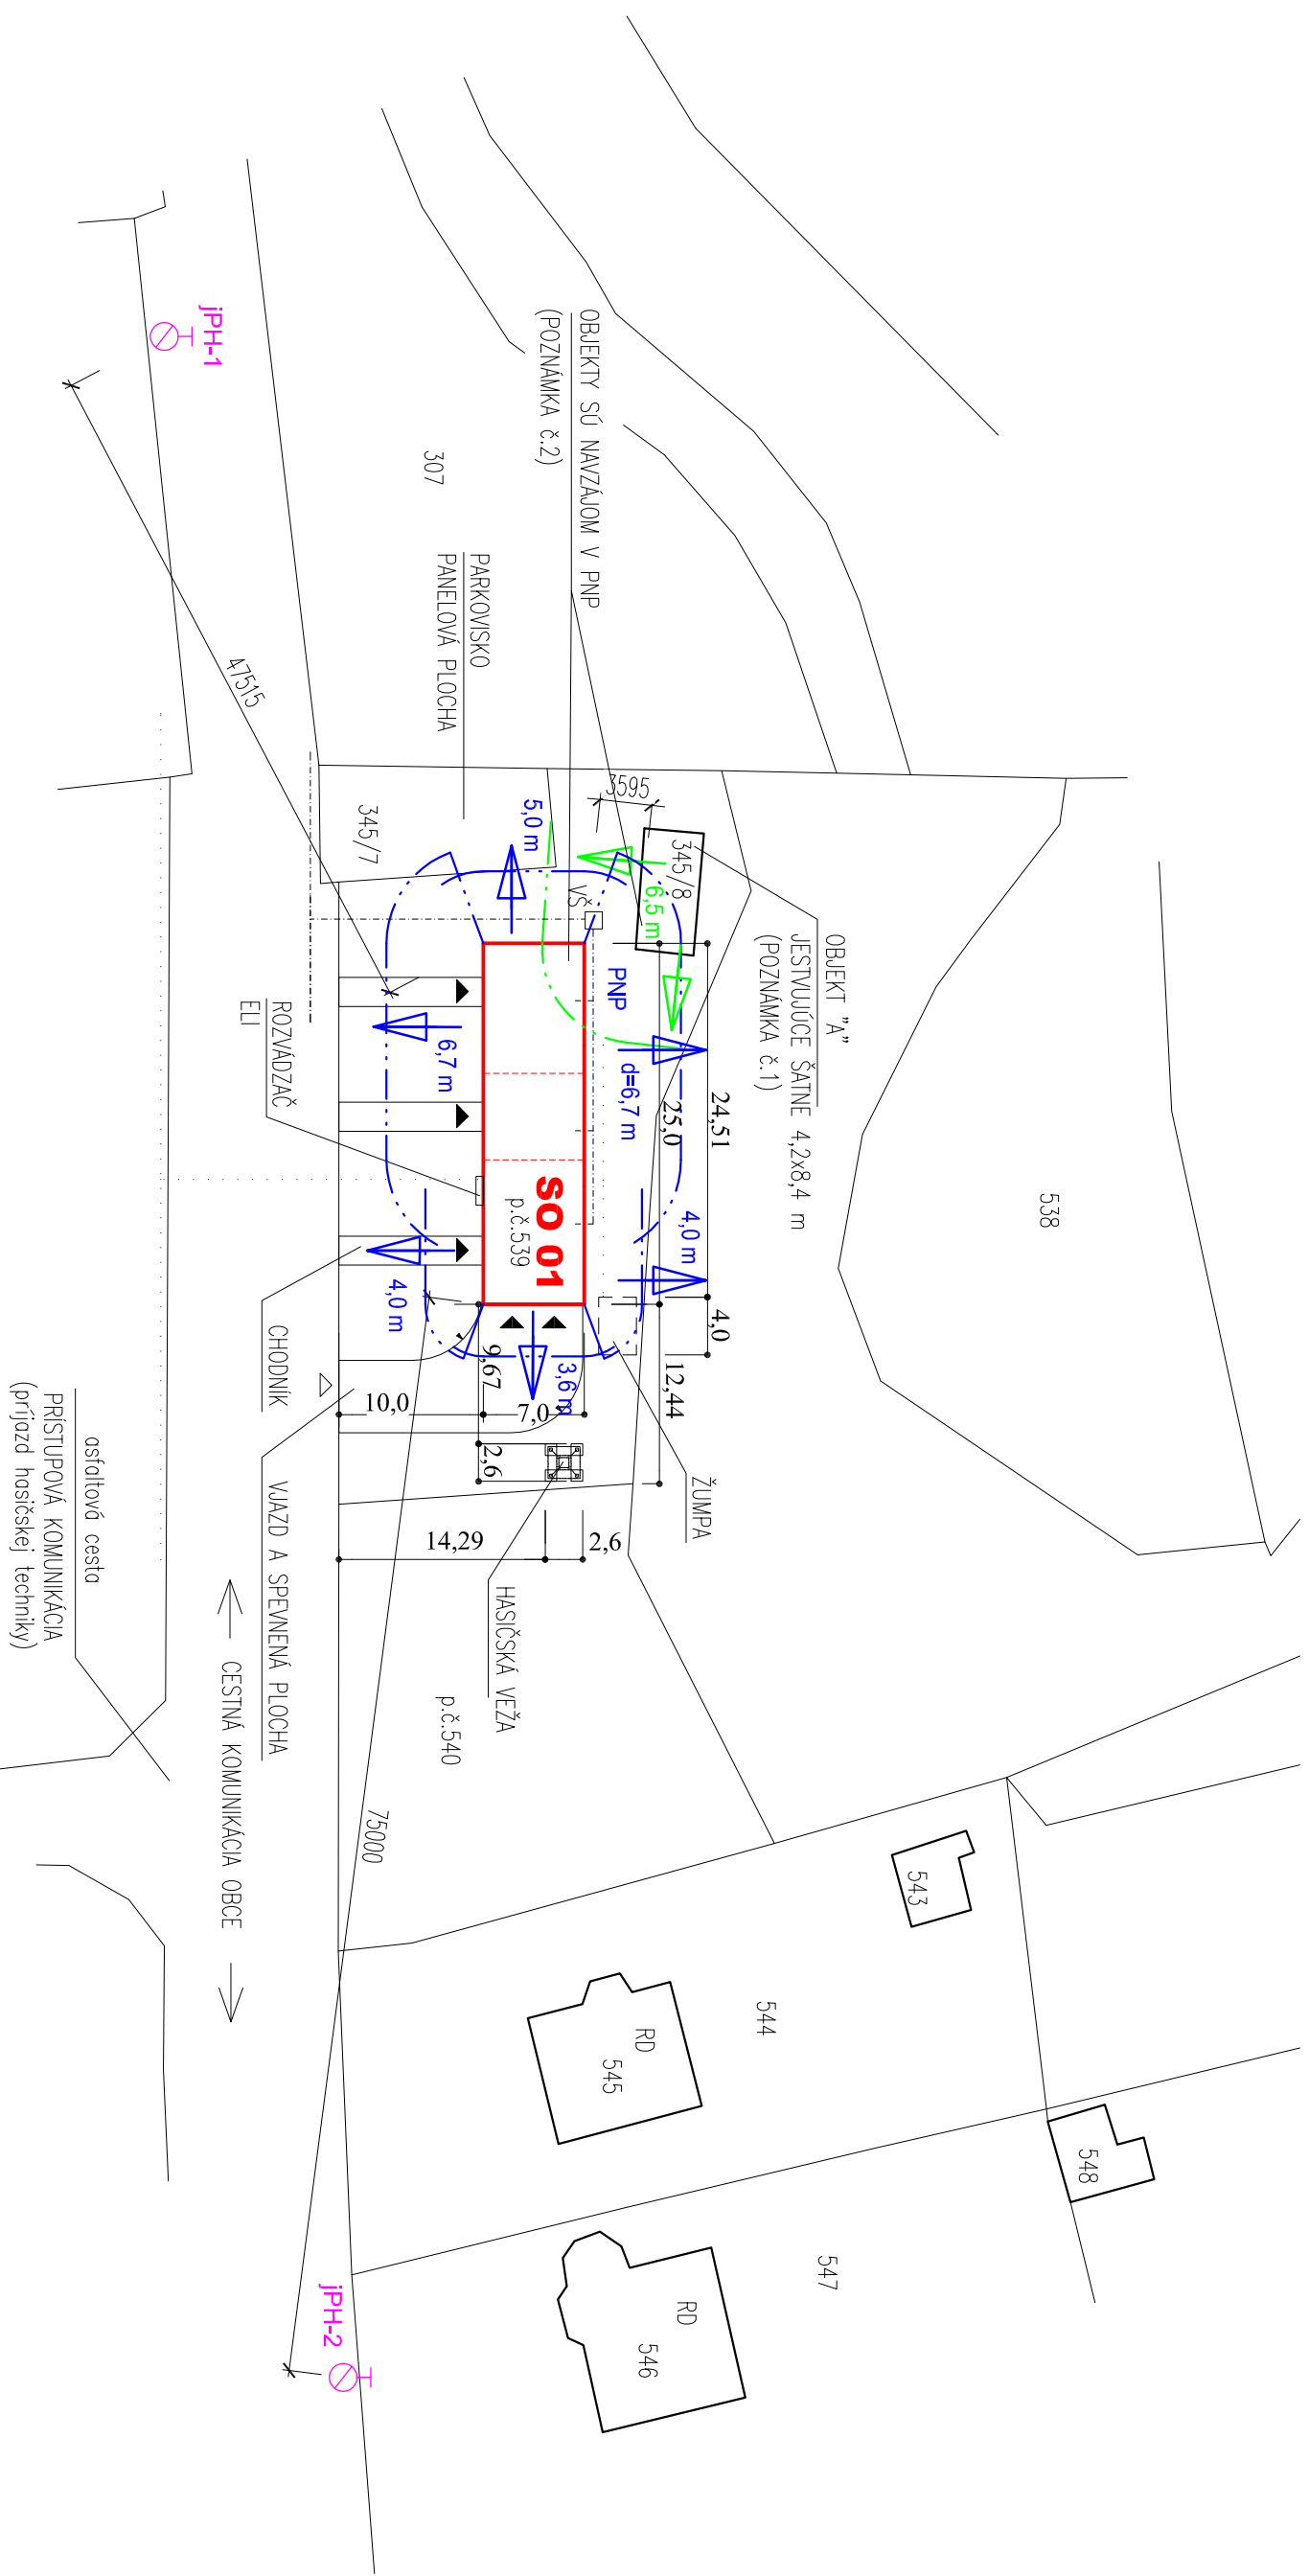 jPH-1
307
47515
OBJEKTY SÚ NAVZÁJOM V PNP
(POZNÁMKA č.2)
PARKOVISKO
PANELOVÁ PLOCHA
345/7
3595
5,0 m
345/8
6,5 m
VŠ
PNP
OBJEKT "A"
JESTVUJÚCE ŠATNE 4,2x8,4 m
(POZNÁMKA č.1)
538
24,51
25,0
d=6,7 m
6,7 m
ROZVÁDZAČ
ELI
SO 01
p.č.539
4,0 m
4,0 m
4,0
12,44
3,6 m
9,67
10,0
7,0
2,6
14,29
2,6
CHODNÍK
ŽUMPA
HASIČSKÁ VEŽA
VJAZD A SPEVNENÁ PLOCHA
CESTNÁ KOMUNIKÁCIA OBCE
asfaltová cesta
PRÍSTUPOVÁ KOMUNIKÁCIA
(príjazd hasičskej techniky)
p.č.540
75000
543
544
RD
545
548
547
RD
546
jPH-2